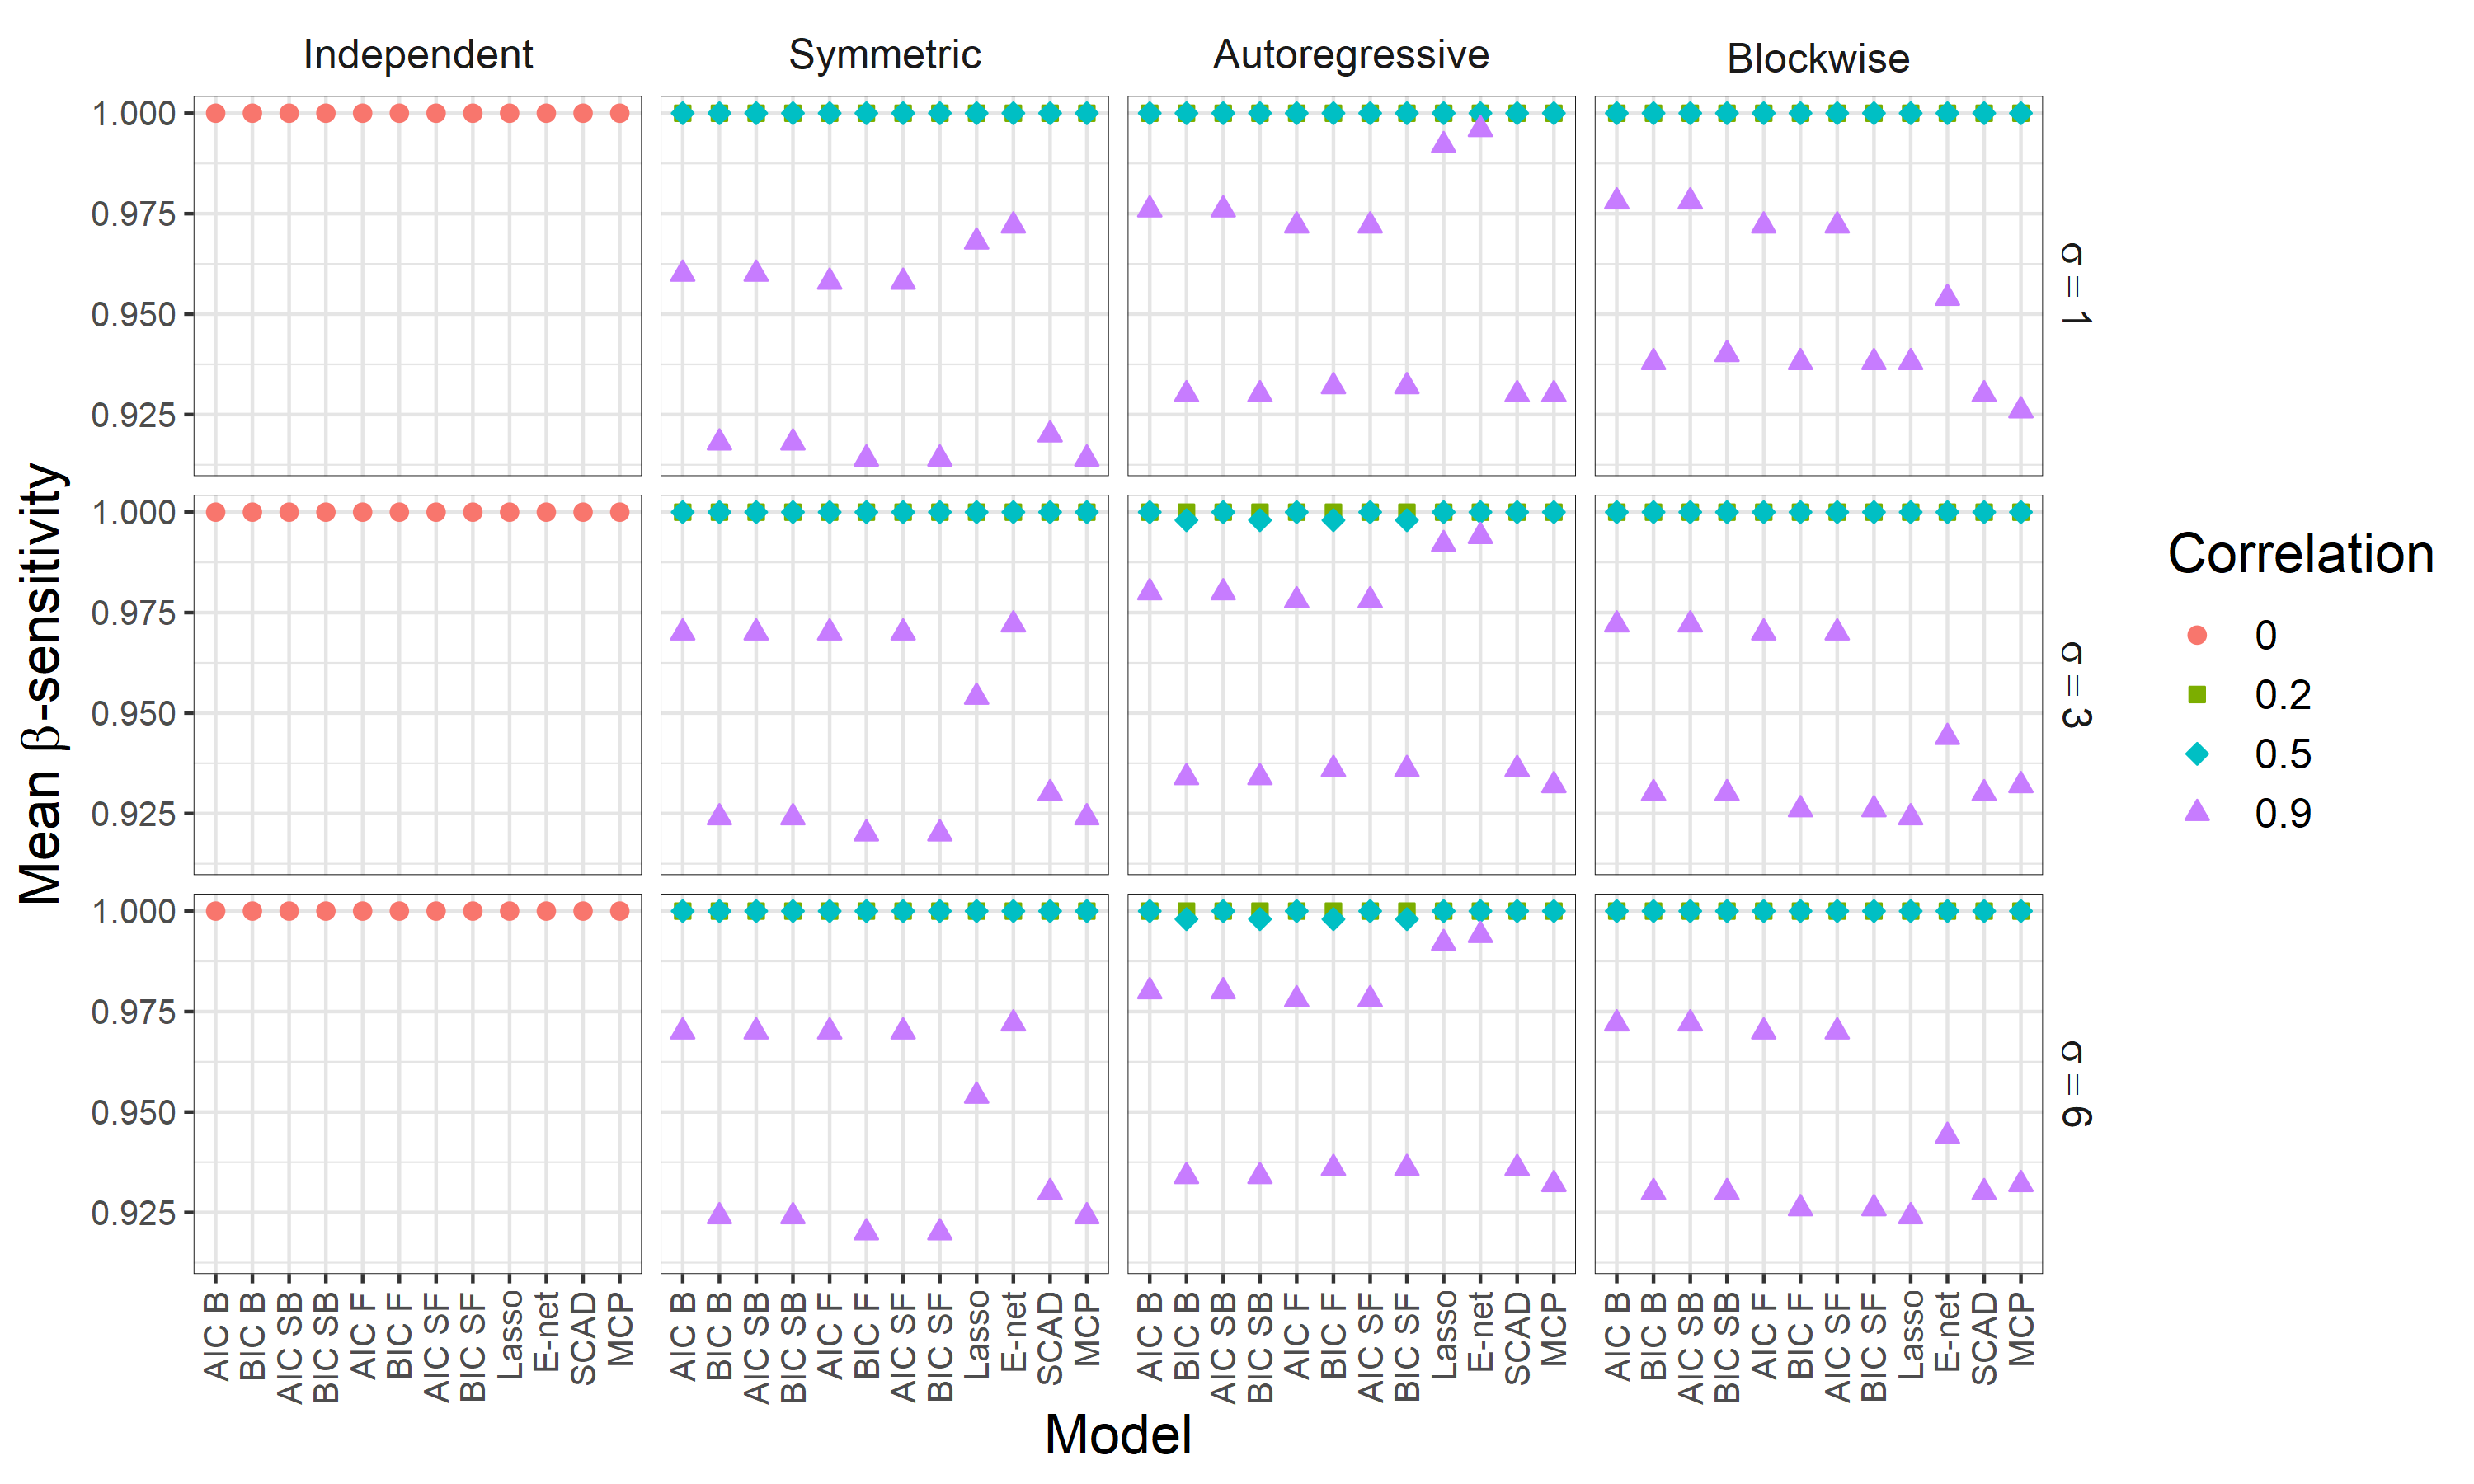 Independent Symmetric Autoregressive Blockwise
1.000
0.975
0.950
0.925
σ = 1
1.000
0.975
0.950
0.925
σ = 3
1.000
0.975
0.950
0.925
σ = 6
Mean β-sensitivity
AIC B BIC B AIC SB BIC SB AIC F BIC F AIC SF BIC SF Lasso E-net SCAD MCP
AIC B BIC B AIC SB BIC SB AIC F BIC F AIC SF BIC SF Lasso E-net SCAD MCP
AIC B BIC B AIC SB BIC SB AIC F BIC F AIC SF BIC SF Lasso E-net SCAD MCP
AIC B BIC B AIC SB BIC SB AIC F BIC F AIC SF BIC SF Lasso E-net SCAD MCP
Model
Correlation
0
0.2
0.5
0.9